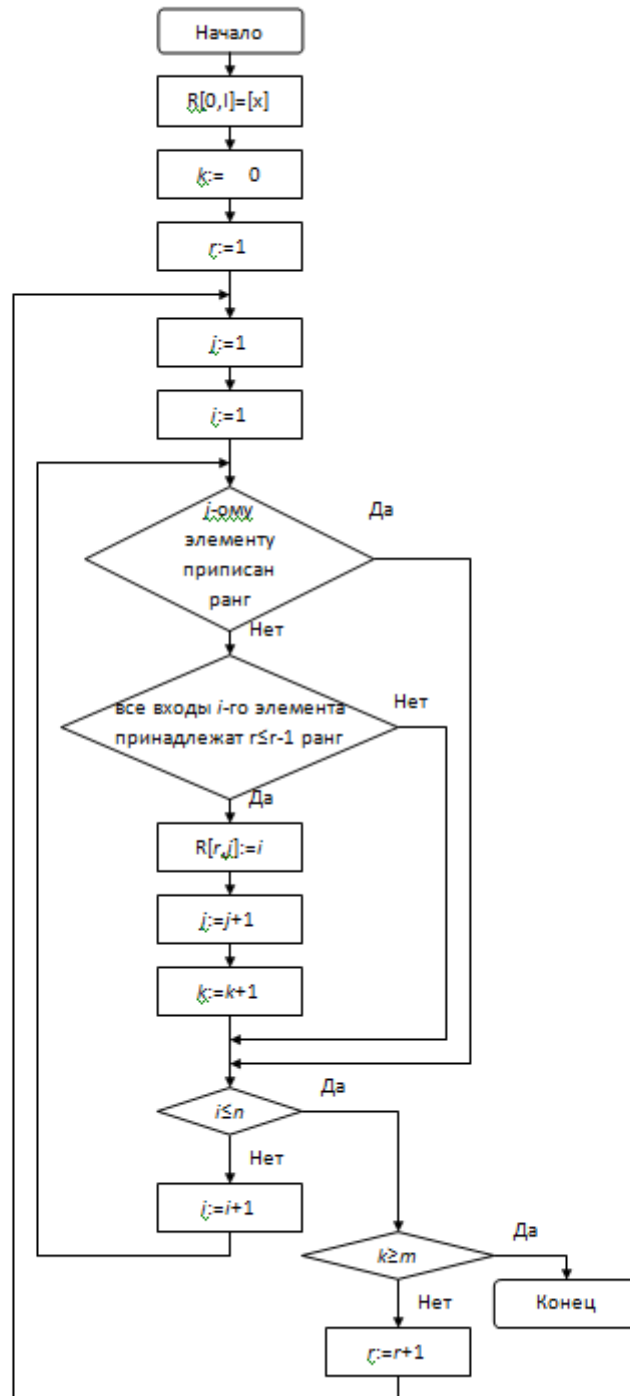 Начало
R[0,I]=[x]
k:= 0
r:=1
j:=1
i:=1
i-ому
элементу
приписан
ранг
Да
Нет
все входы i-го элемента
принадлежат r≤r-1 ранг
Нет
Да
R[r,j]:=i
j:=j+1
k:=k+1
i≤n
Да
Нет
i:=i+1
k≥m
Да
Нет
Конец
r:=r+1